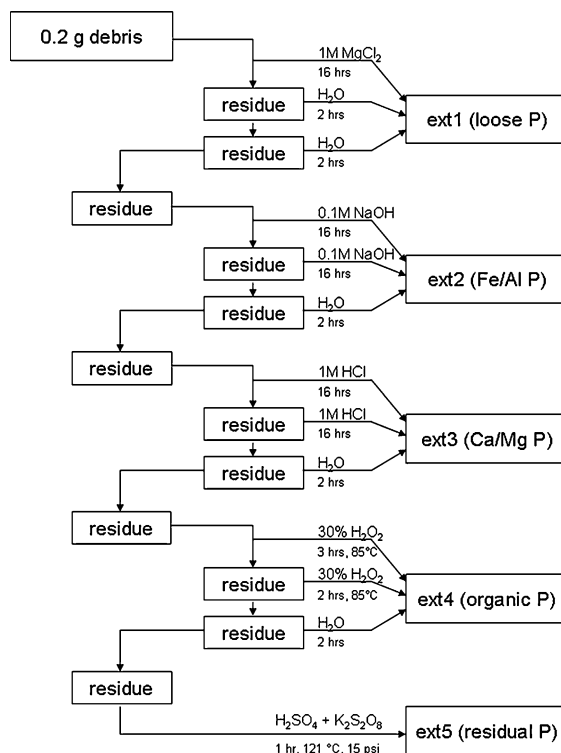 0.2 g debris
1M MgCl₂
16 hrs
residue
H₂O
2 hrs
ext1 (loose P)
residue
H₂O
2 hrs
residue
0.1M NaOH
16 hrs
residue
0.1M NaOH
16 hrs
ext2 (Fe/Al P)
residue
H₂O
2 hrs
residue
1M HCl
16 hrs
residue
1M HCl
16 hrs
ext3 (Ca/Mg P)
residue
H₂O
2 hrs
residue
30% H₂O₂
3 hrs, 85°C
residue
30% H₂O₂
2 hrs, 85°C
ext4 (organic P)
residue
H₂O
2 hrs
residue
H₂SO₄ + K₂S₂O₈
1 hr, 121 °C, 15 psi
ext5 (residual P)